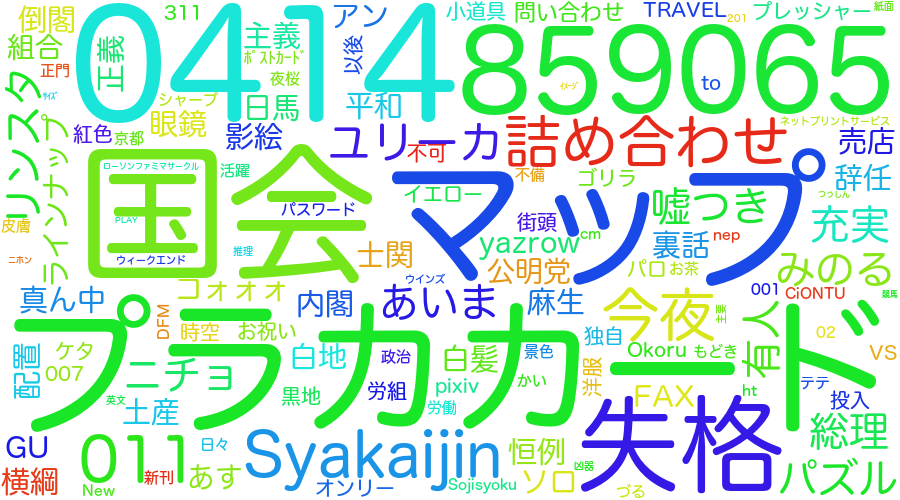 倒閣
311
アン
小道具
問い合わせ
TRAVEL
201
プレッシャー
紙面
組合
正義
0414
主義
ﾎﾟｽﾄｶｰﾄﾞ
以後
859065
to
正門
ｻｲｽﾞ
夜桜
シャープ
日馬
平和
ｲﾒｰｼﾞ
リンスタ
眼鏡
ネットプリントサービス
紅色
京都
影絵
ユリーカ
不可
詰め合わせ
売店
ラインナップ
ローソンファミマサークル
活躍
国会
マップ
イエロー
不備
ゴリラ
辞任
つうしん
皮膚
PLAY
パスワード
街頭
嘘つき
充実
yazrow
cm
裏話
nep
ニホン
ウィークエンド
推理
士関
公明党
パロ
お茶
みのる
ウインズ
真ん中
コォォオ
内閣
あいま
麻生
今夜
001
CiONTU
競馬
DFM
時空
お祝い
プラカカード
独自
主要
有人
02
配置
ケタ
007
ニチョ
白地
政治
白髪
景色
Okoru
もどき
VS
黒地
労組
pixiv
かい
洋服
FAX
ht
テテ
投入
英文
土産
労働
失格
総理
GU
011
日々
Syakaijin
恒例
横綱
New
新刊
あす
オンリー
Sojisyoku
ソロ
凶器
づる
パズル